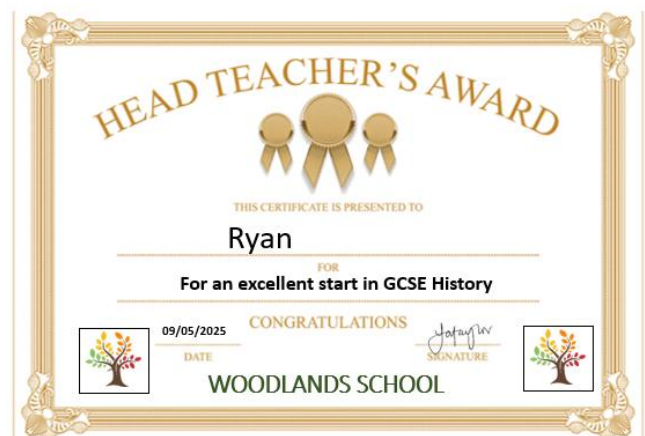 HEAD TEACHER'S AWARD
THIS CERTIFICATE IS PRESENTED TO
Ryan
FOR
For an excellent start in GCSE History
CONGRATULATIONS
09/05/2025
DATE
SIGNATURE
WOODLANDS SCHOOL